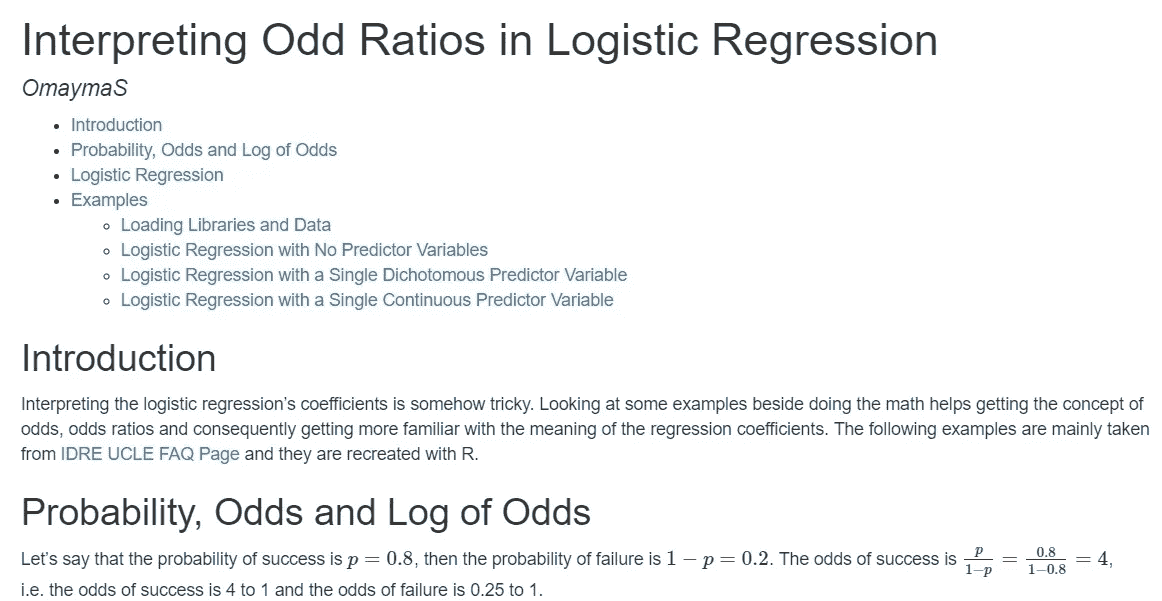 Interpreting Odd Ratios in Logistic Regression
OmaymaS
• Introduction
• Probability, Odds and Log of Odds
• Logistic Regression
• Examples
◦ Loading Libraries and Data
◦ Logistic Regression with No Predictor Variables
◦ Logistic Regression with a Single Dichotomous Predictor Variable
◦ Logistic Regression with a Single Continuous Predictor Variable
Introduction
Interpreting the logistic regression’s coefficients is somehow tricky. Looking at some examples beside doing the math helps getting the concept of
odds, odds ratios and consequently getting more familiar with the meaning of the regression coefficients. The following examples are mainly taken
from IDRE UCLE FAQ Page and they are recreated with R.
Probability, Odds and Log of Odds
Let’s say that the probability of success is p = 0.8, then the probability of failure is 1 − p = 0.2. The odds of success is p/(1−p) = 0.8/(1−0.8) = 4,
i.e. the odds of success is 4 to 1 and the odds of failure is 0.25 to 1.